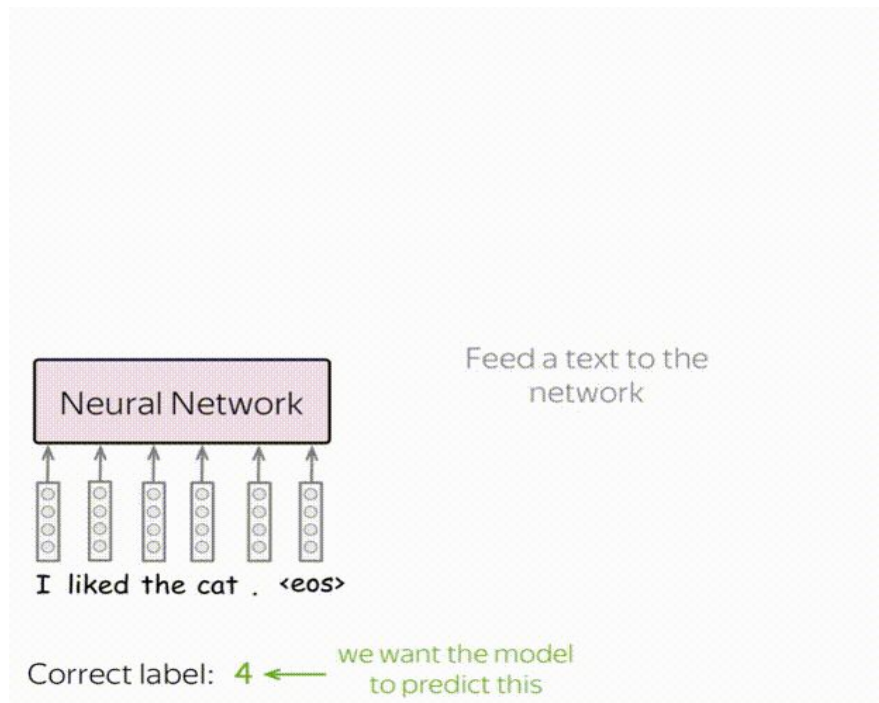 Feed a text to the
network
Neural Network
I liked the cat . <eos>
we want the model
to predict this
Correct label: 4